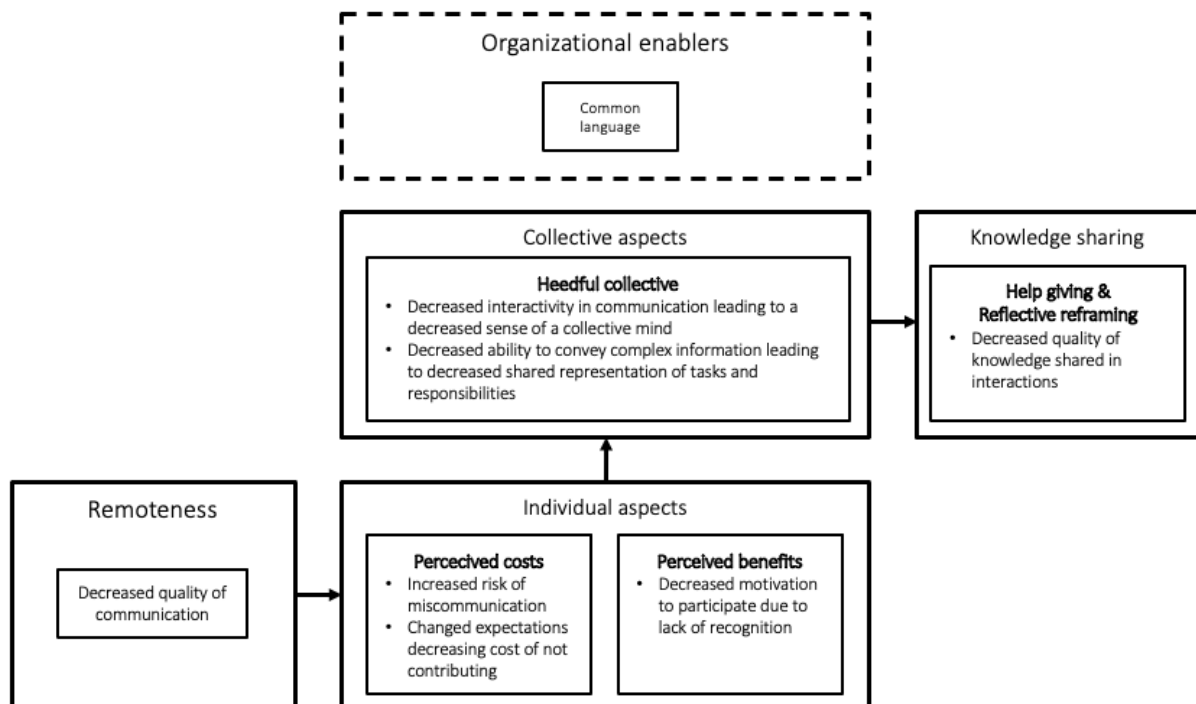 Organizational enablers
Common
language
Collective aspects
Heedful collective
• Decreased interactivity in communication leading to a
decreased sense of a collective mind
• Decreased ability to convey complex information leading
to decreased shared representation of tasks and
responsibilities
Knowledge sharing
Help giving &
Reflective reframing
• Decreased quality of
knowledge shared in
interactions
Remoteness
Decreased quality of
communication
Individual aspects
Percecived costs
• Increased risk of
miscommunication
• Changed expectations
decreasing cost of not
contributing
Perceived benefits
• Decreased motivation
to participate due to
lack of recognition